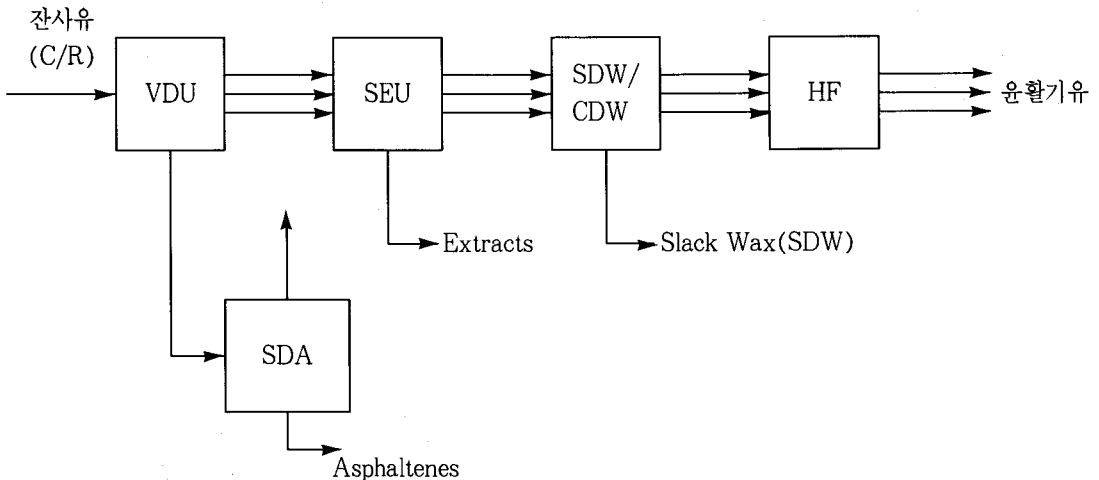 잔사유
(C/R)
VDU
SEU
SDW/
CDW
HF
윤활기유
Extracts
Slack Wax(SDW)
SDA
Asphaltenes